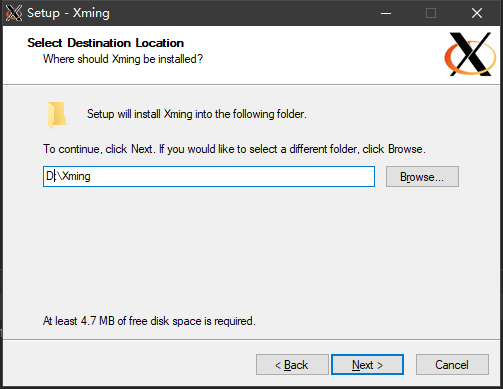 Setup - Xming
Select Destination Location
Where should Xming be installed?
Setup will install Xming into the following folder.
To continue, click Next. If you would like to select a different folder, click Browse.
D:\Xming
Browse...
At least 4.7 MB of free disk space is required.
< Back
Next >
Cancel